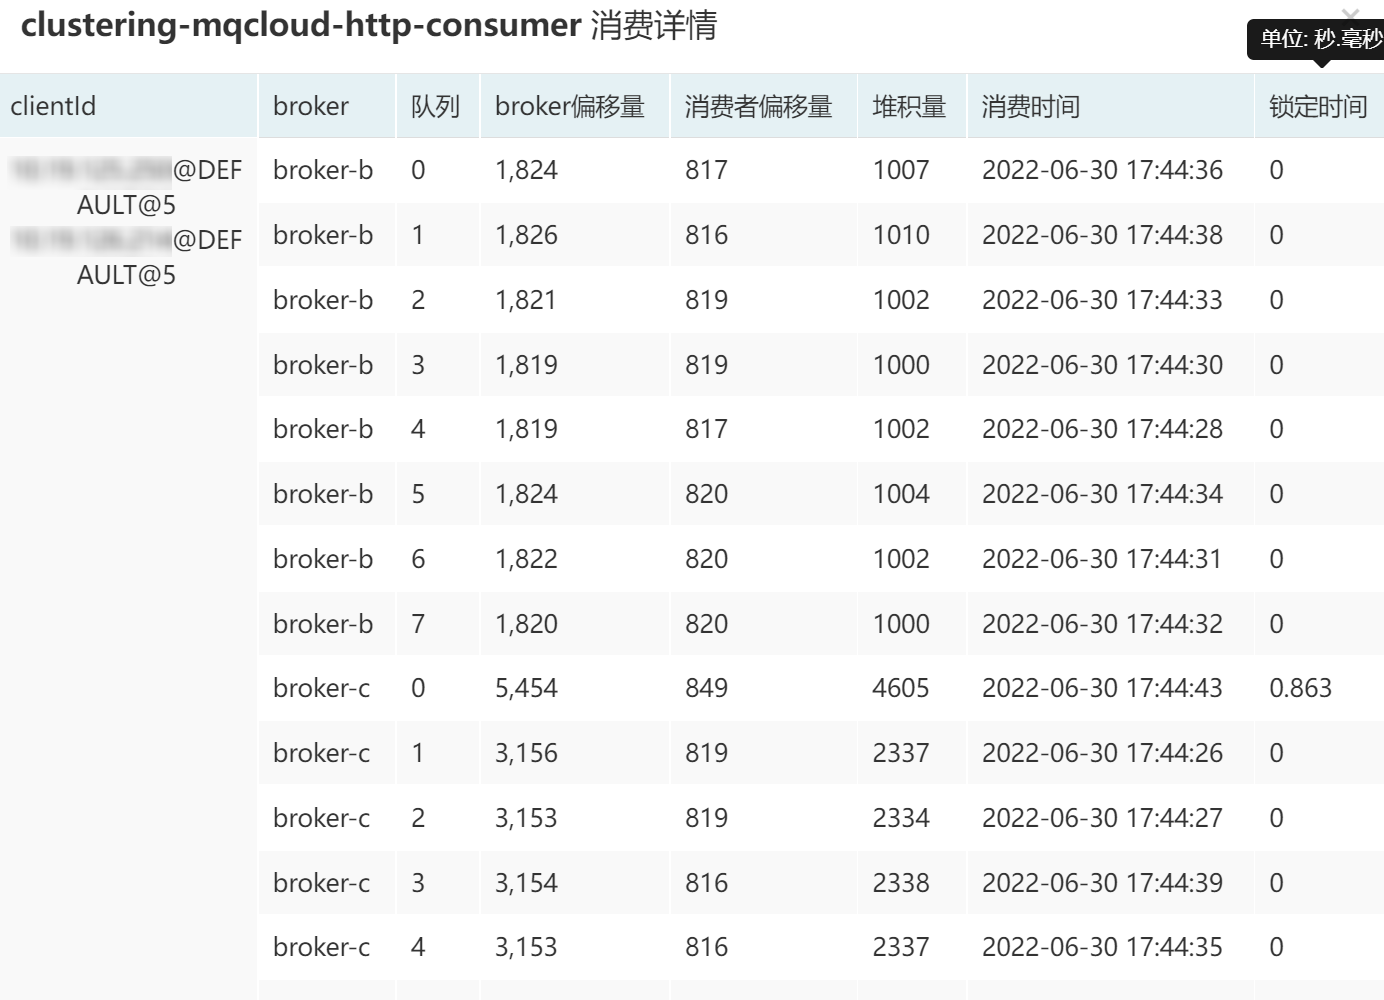 clustering-mqcloud-http-consumer 消费详情
单位: 秒.毫秒
clientId broker 队列 broker偏移量 消费者偏移量 堆积量 消费时间 锁定时间
@DEF
AULT@5
@DEF
AULT@5
broker-b 0 1,824 817 1007 2022-06-30 17:44:36 0
broker-b 1 1,826 816 1010 2022-06-30 17:44:38 0
broker-b 2 1,821 819 1002 2022-06-30 17:44:33 0
broker-b 3 1,819 819 1000 2022-06-30 17:44:30 0
broker-b 4 1,819 817 1002 2022-06-30 17:44:28 0
broker-b 5 1,824 820 1004 2022-06-30 17:44:34 0
broker-b 6 1,822 820 1002 2022-06-30 17:44:31 0
broker-b 7 1,820 820 1000 2022-06-30 17:44:32 0
broker-c 0 5,454 849 4605 2022-06-30 17:44:43 0.863
broker-c 1 3,156 819 2337 2022-06-30 17:44:26 0
broker-c 2 3,153 819 2334 2022-06-30 17:44:27 0
broker-c 3 3,154 816 2338 2022-06-30 17:44:39 0
broker-c 4 3,153 816 2337 2022-06-30 17:44:35 0